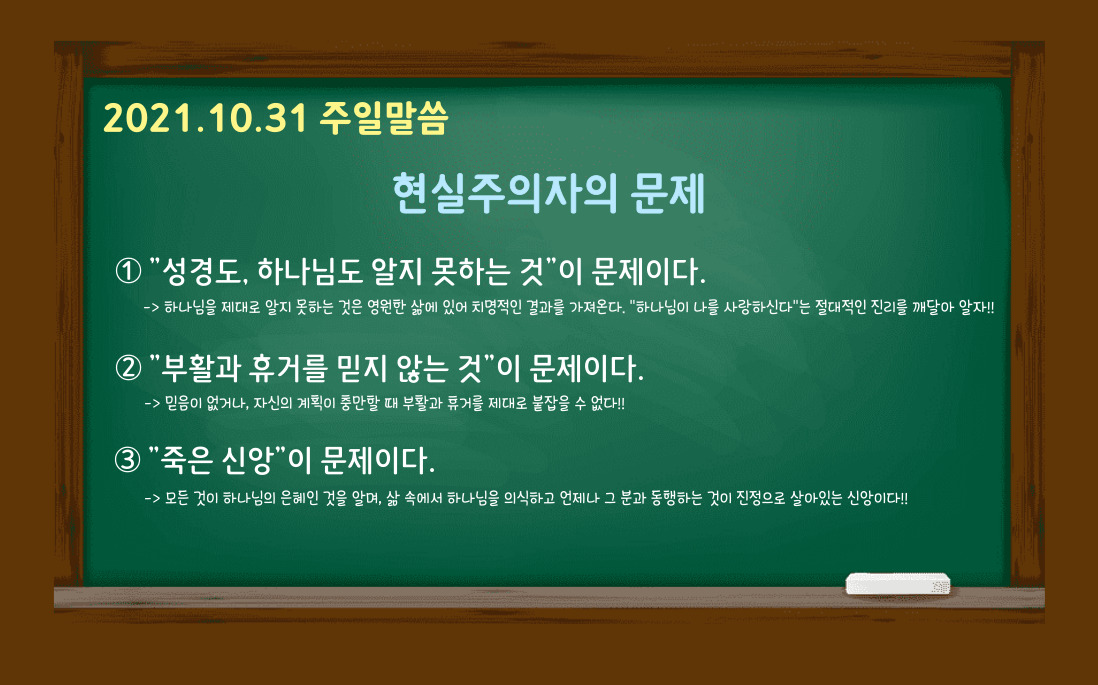 2021.10.31 주일말씀
현실주의자의 문제
① "성경도, 하나님도 알지 못하는 것"이 문제이다.
-> 하나님을 제대로 알지 못하는 것은 영원한 삶에 있어 치명적인 결과를 가져온다. "하나님이 나를 사랑하신다"는 절대적인 진리를 깨달아 알자!!
② "부활과 휴거를 믿지 않는 것"이 문제이다.
-> 믿음이 없거나, 자신의 계획이 충만할 때 부활과 휴거를 제대로 붙잡을 수 없다!!
③ "죽은 신앙"이 문제이다.
-> 모든 것이 하나님의 은혜인 것을 알며, 삶 속에서 하나님을 의식하고 언제나 그 분과 동행하는 것이 진정으로 살아있는 신앙이다!!